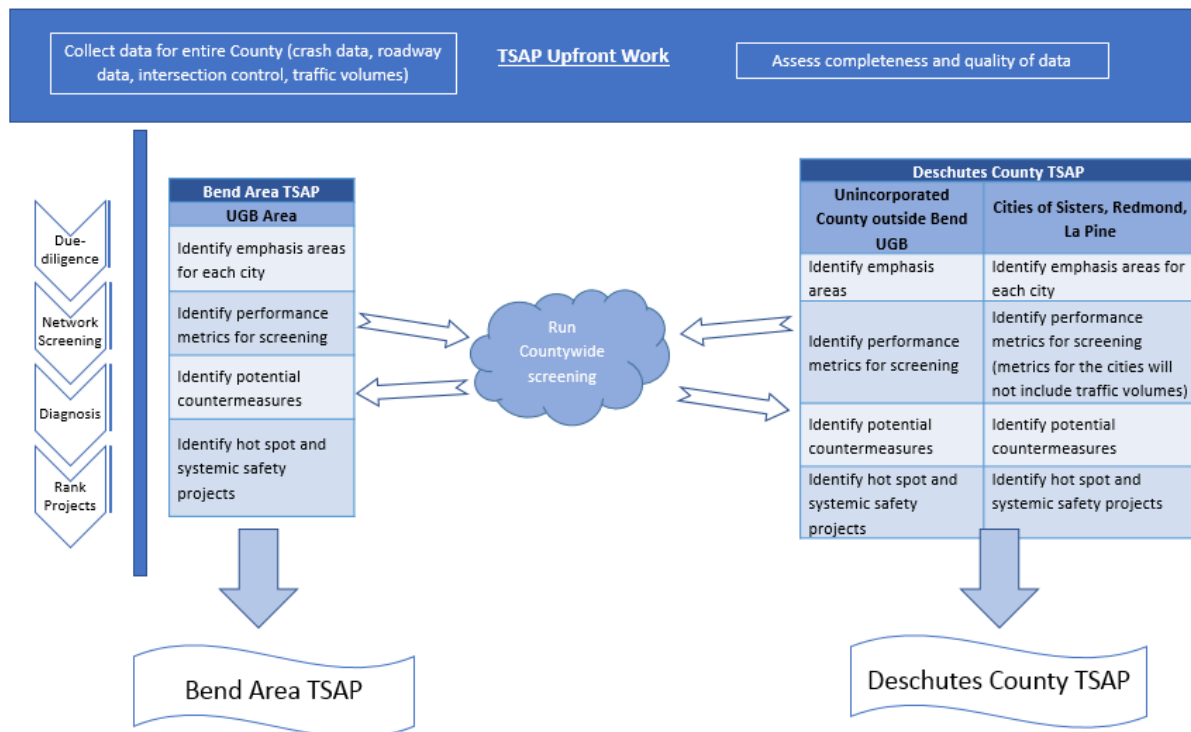 Collect data for entire County (crash data, roadway
data, intersection control, traffic volumes)
TSAP Upfront Work
Assess completeness and quality of data
Due-
diligence
Network
Screening
Diagnosis
Rank
Projects
Bend Area TSAP
UGB Area
Identify emphasis areas
for each city
Identify performance
metrics for screening
Identify potential
countermeasures
Identify hot spot and
systemic safety
projects
Run
Countywide
screening
Deschutes County TSAP
Unincorporated
County outside Bend
UGB
Cities of Sisters, Redmond,
La Pine
Identify emphasis
areas
Identify emphasis areas for
each city
Identify performance
metrics for screening
Identify performance
metrics for screening
(metrics for the cities will
not include traffic volumes)
Identify potential
countermeasures
Identify potential
countermeasures
Identify hot spot and
systemic safety
projects
Identify hot spot and
systemic safety projects
Bend Area TSAP
Deschutes County TSAP